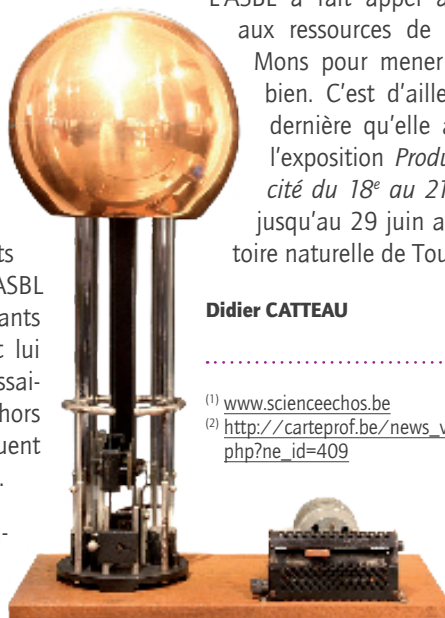 ts
ASBL
ants
t lui
ssai-
hors
uent
.
-
L'ASBL a fait appel a
aux ressources de
Mons pour mener
bien. C'est d'aille
dernière qu'elle a
l'exposition Produ
cité du 18e au 21
jusqu'au 29 juin a
toire naturelle de Tou
Didier CATTEAU
(1) www.scienceechos.be
(2) http://carteprof.be/news_v
php?ne_id=409